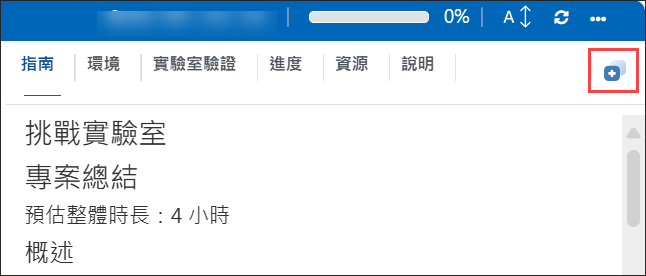 0% A
指南 環境 實驗室驗證 進度 資源 說明
挑戰實驗室
專案總結
預估整體時長：4 小時
概述